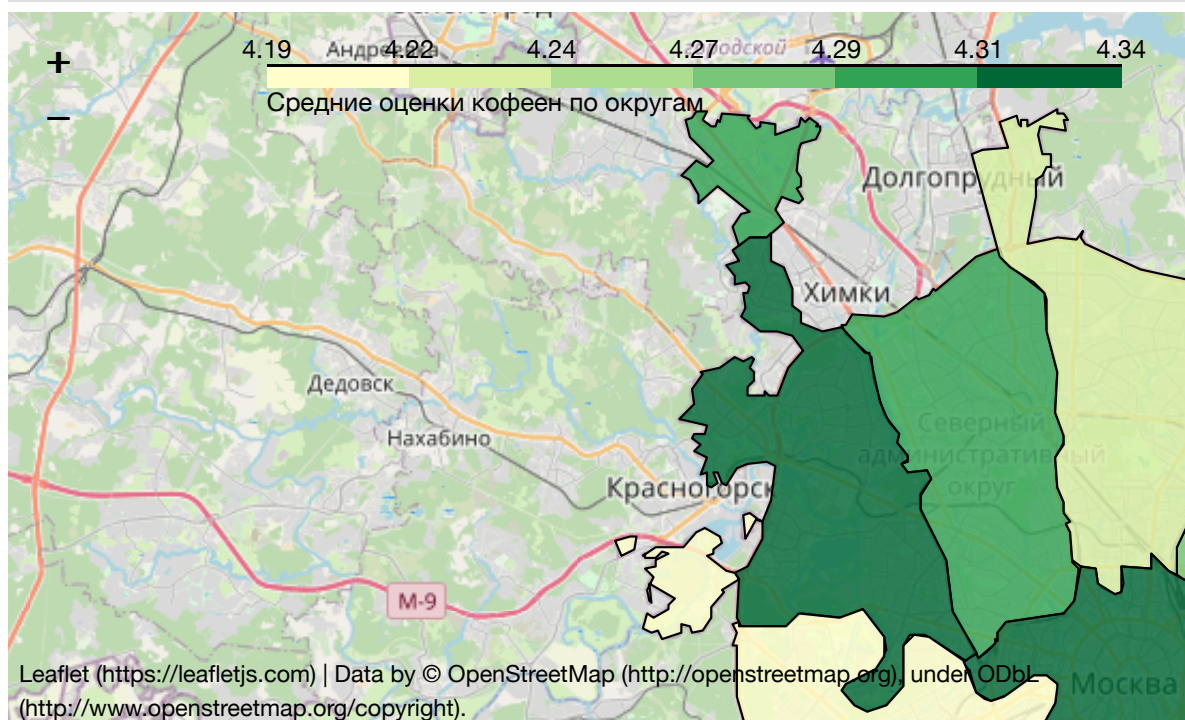 +
−
4.19 4.22 4.24 4.27 4.29 4.31 4.34
Андреевка
Средние оценки кофеен по округам
Долгопрудный
Химки
Дедовск
Нахабино
Северный
административный
округ
Красногорск
М-9
Москва
Leaflet (https://leafletjs.com) | Data by © OpenStreetMap (http://openstreetmap.org), under ODbL
(http://www.openstreetmap.org/copyright).